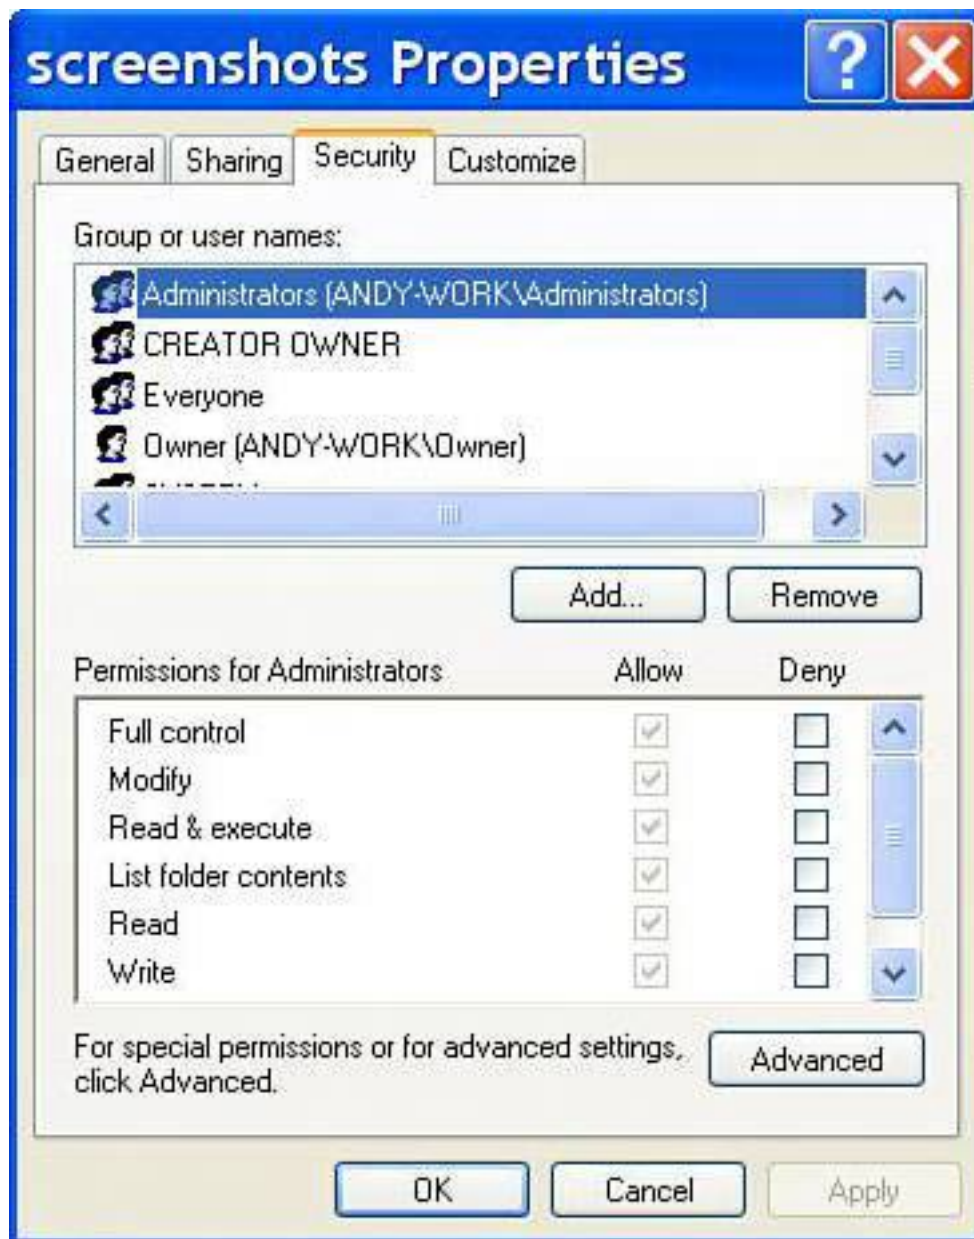 screenshots Properties
General Sharing Security Customize
Group or user names:
Administrators (ANDY-WORK\Administrators)
CREATOR OWNER
Everyone
Owner (ANDY-WORK\Owner)
Add... Remove
Permissions for Administrators Allow Deny
Full control
Modify
Read & execute
List folder contents
Read
Write
For special permissions or for advanced settings,
click Advanced.
Advanced
OK Cancel Apply